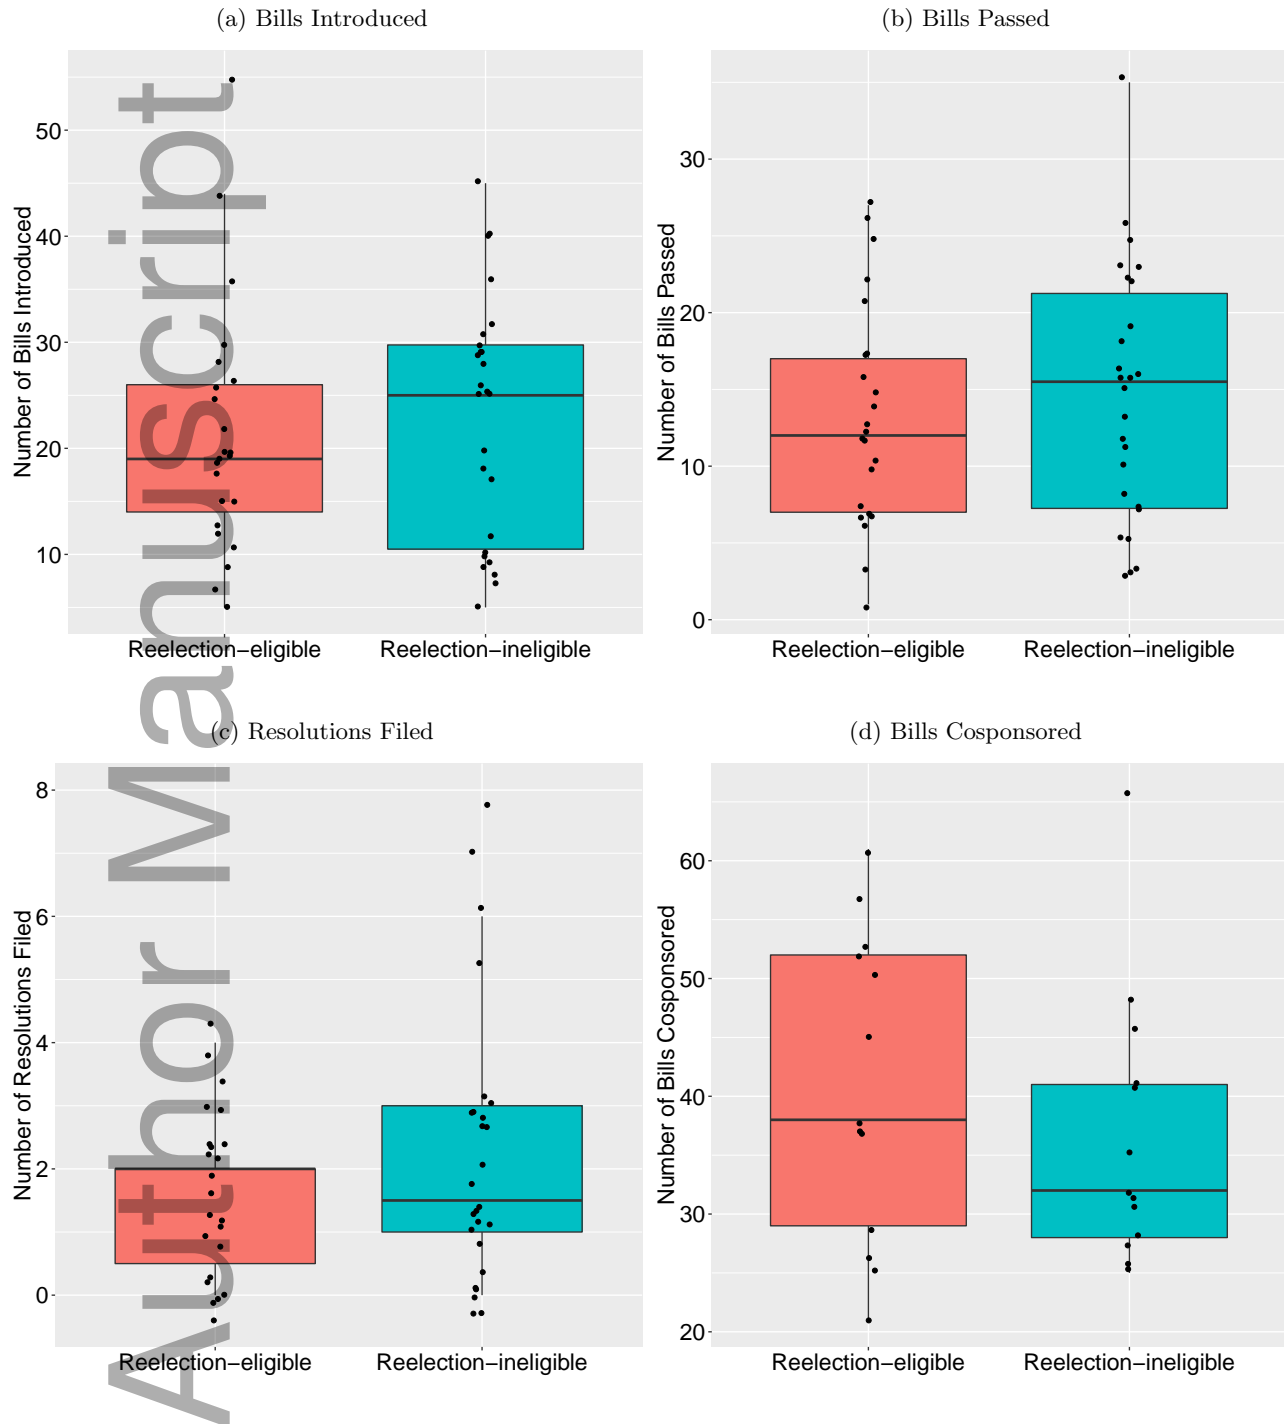 (a) Bills Introduced
Number of Bills Introduced
50
40
30
20
10
Reelection−eligible
Reelection−ineligible
(b) Bills Passed
Number of Bills Passed
30
20
10
0
Reelection−eligible
Reelection−ineligible
(c) Resolutions Filed
Number of Resolutions Filed
8
6
4
2
0
Reelection−eligible
Reelection−ineligible
(d) Bills Cosponsored
Number of Bills Cosponsored
60
50
40
30
20
Reelection−eligible
Reelection−ineligible
Author Manuscript